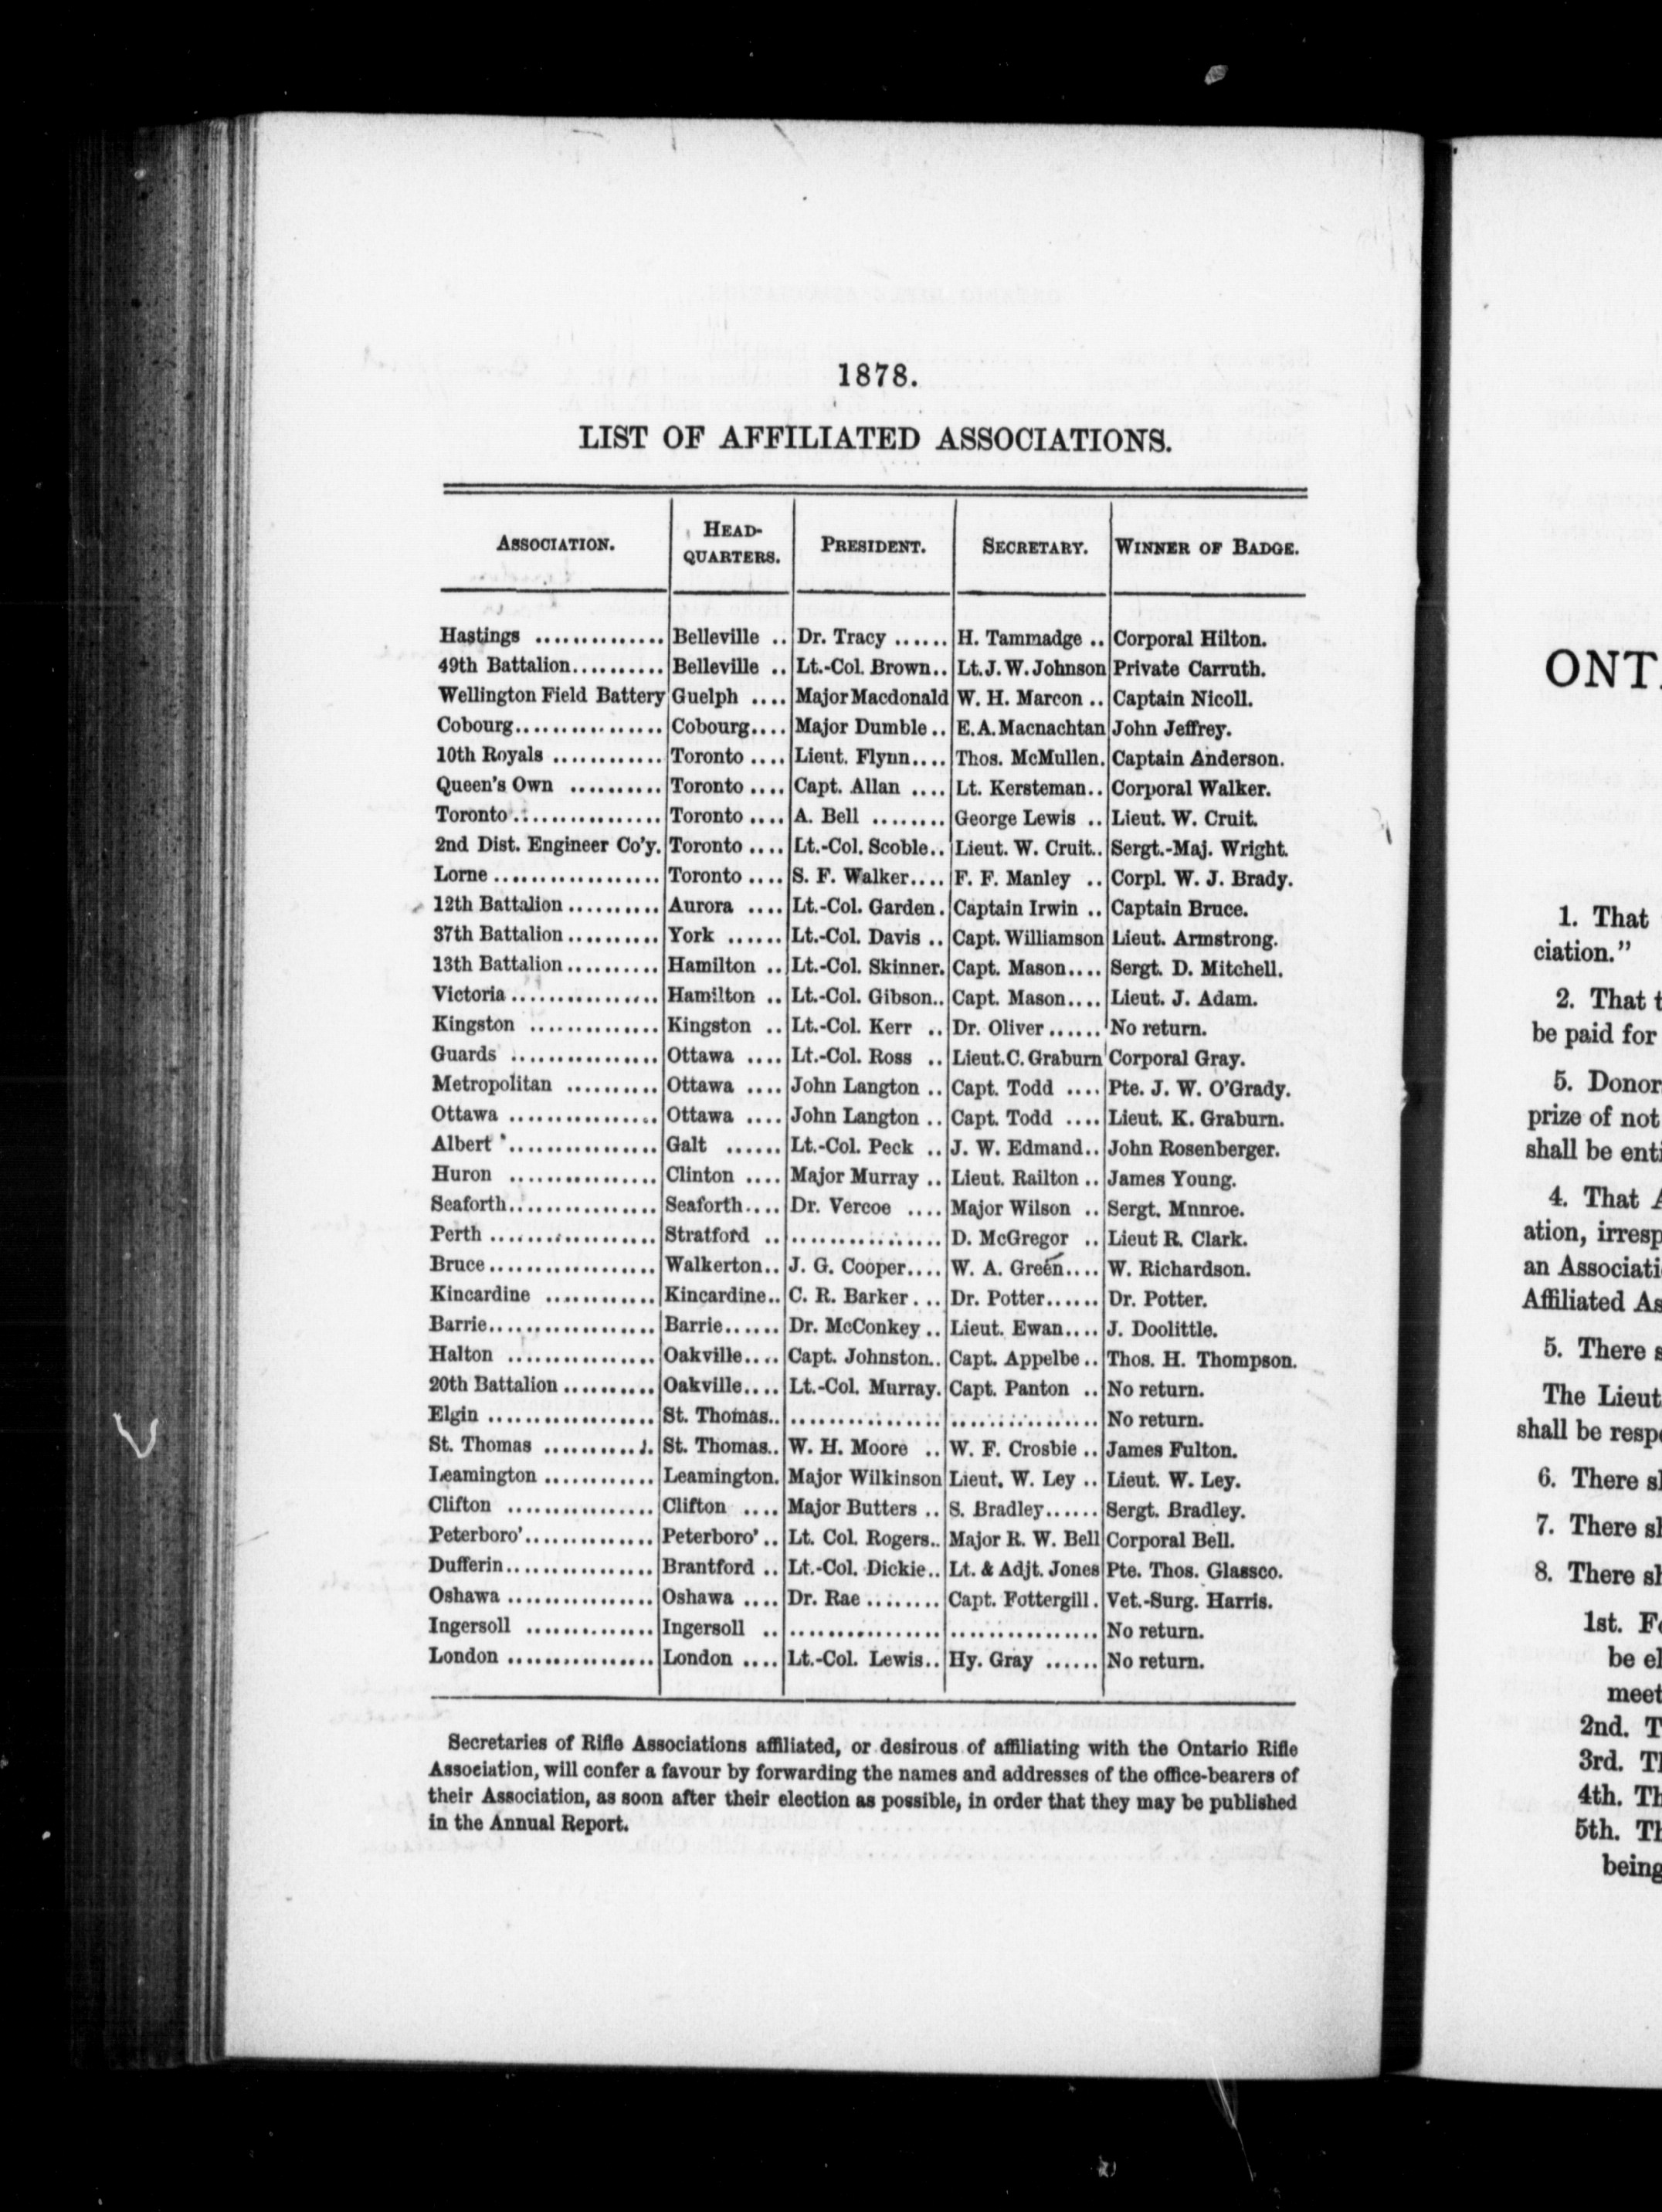 1878.
LIST OF AFFILIATED ASSOCIATIONS.
ASSOCIATION. HEAD-QUARTERS. PRESIDENT. SECRETARY. WINNER OF BADGE.
Hastings .............. Belleville .. Dr. Tracy ...... H. Tammadge .. Corporal Hilton.
49th Battalion.......... Belleville .. Lt.-Col. Brown.. Lt. J. W. Johnson Private Carruth.
Wellington Field Battery Guelph .... Major Macdonald W. H. Marcon .. Captain Nicoll.
Cobourg................ Cobourg.... Major Dumble .. E. A. Macnachtan John Jeffrey.
10th Royals ............ Toronto .... Lieut. Flynn.... Thos. McMullen. Captain Anderson.
Queen's Own .......... Toronto .... Capt. Allan .... Lt. Kersteman.. Corporal Walker.
Toronto ................ Toronto .... A. Bell ........ George Lewis .. Lieut. W. Cruit.
2nd Dist. Engineer Co'y. Toronto .... Lt.-Col. Scoble.. Lieut. W. Cruit.. Sergt.-Maj. Wright.
Lorne .................. Toronto .... S. F. Walker.... F. F. Manley .. Corpl. W. J. Brady.
12th Battalion .......... Aurora .... Lt.-Col. Garden. Captain Irwin .. Captain Bruce.
37th Battalion .......... York ...... Lt.-Col. Davis .. Capt. Williamson Lieut. Armstrong.
13th Battalion .......... Hamilton .. Lt.-Col. Skinner. Capt. Mason.... Sergt. D. Mitchell.
Victoria ................ Hamilton .. Lt.-Col. Gibson.. Capt. Mason.... Lieut. J. Adam.
Kingston .............. Kingston .. Lt.-Col. Kerr .. Dr. Oliver ...... No return.
Guards ................ Ottawa .... Lt.-Col. Ross .. Lieut. C. Graburn Corporal Gray.
Metropolitan .......... Ottawa .... John Langton .. Capt. Todd .... Pte. J. W. O'Grady.
Ottawa ................ Ottawa .... John Langton .. Capt. Todd .... Lieut. K. Graburn.
Albert ................ Galt ...... Lt.-Col. Peck .. J. W. Edmand.. John Rosenberger.
Huron ................ Clinton .... Major Murray .. Lieut. Railton .. James Young.
Seaforth................ Seaforth.... Dr. Vercoe .... Major Wilson .. Sergt. Munroe.
Perth .................. Stratford .. ................ D. McGregor .. Lieut R. Clark.
Bruce .................. Walkerton.. J. G. Cooper.... W. A. Green.... W. Richardson.
Kincardine ............ Kincardine.. C. R. Barker.... Dr. Potter...... Dr. Potter.
Barrie.................. Barrie...... Dr. McConkey .. Lieut. Ewan.... J. Doolittle.
Halton ................ Oakville.... Capt. Johnston.. Capt. Appelbe .. Thos. H. Thompson.
20th Battalion .......... Oakville.... Lt.-Col. Murray. Capt. Panton .. No return.
Elgin .................. St. Thomas.. ................ ................ No return.
St. Thomas ............ St. Thomas.. W. H. Moore .. W. F. Crosbie .. James Fulton.
Leamington ............ Leamington. Major Wilkinson Lieut. W. Ley .. Lieut. W. Ley.
Clifton ................ Clifton .... Major Butters .. S. Bradley...... Sergt. Bradley.
Peterboro'.............. Peterboro' .. Lt. Col. Rogers.. Major R. W. Bell Corporal Bell.
Dufferin................ Brantford .. Lt.-Col. Dickie.. Lt. & Adjt. Jones Pte. Thos. Glassco.
Oshawa ................ Oshawa .... Dr. Rae ........ Capt. Fottergill. Vet.-Surg. Harris.
Ingersoll .............. Ingersoll .. ................ ................ No return.
London ................ London .... Lt.-Col. Lewis.. Hy. Gray ...... No return.
Secretaries of Rifle Associations affiliated, or desirous of affiliating with the Ontario Rifle
Association, will confer a favour by forwarding the names and addresses of the office-bearers of
their Association, as soon after their election as possible, in order that they may be published
in the Annual Report.
ONT
1. That
ciation."
2. That t
be paid for
5. Donor
prize of not
shall be enti
4. That A
ation, irresp
an Associati
Affiliated As
5. There s
The Lieut
shall be resp
6. There sh
7. There sh
8. There sh
1st. Fo
be el
meet
2nd. T
3rd. Th
4th. Th
5th. Th
being